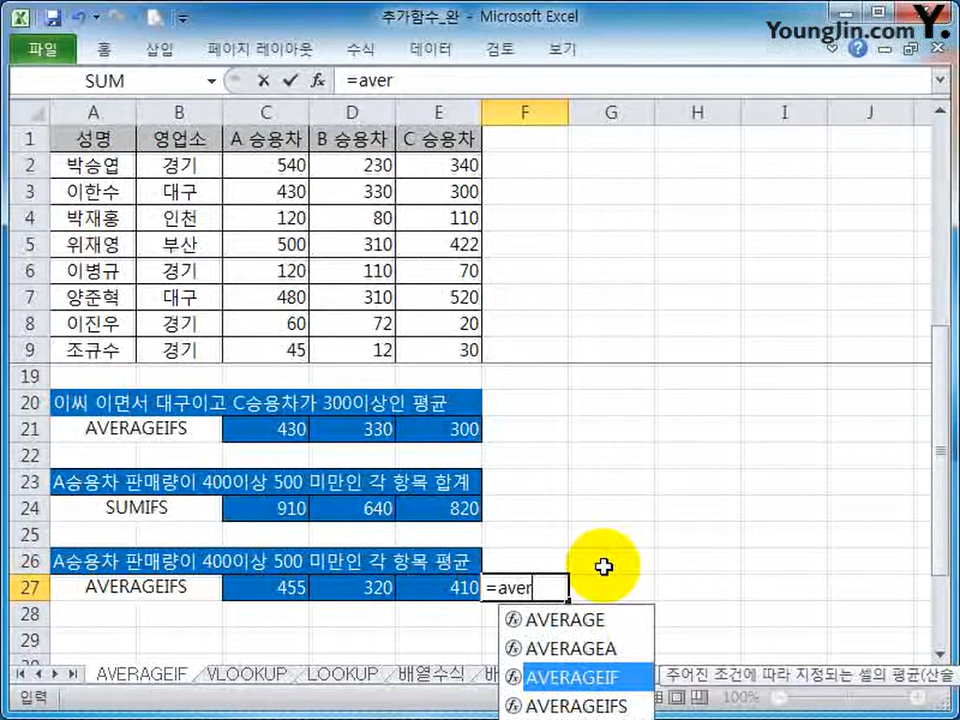 추가함수_완 - Microsoft Excel
Younglin.com Y.
파일 홈 삽입 페이지 레이아웃 수식 데이터 검토 보기
SUM fx =aver
A B C D E F G H I J
1 성명 영업소 A 승용차 B 승용차 C 승용차
2 박승엽 경기 540 230 340
3 이한수 대구 430 330 300
4 박재홍 인천 120 80 110
5 위재영 부산 500 310 422
6 이병규 경기 120 110 70
7 양준혁 대구 480 310 520
8 이진우 경기 60 72 20
9 조규수 경기 45 12 30
19
20 이씨 이면서 대구이고 C승용차가 300이상인 평균
21 AVERAGEIFS 430 330 300
22
23 A승용차 판매량이 400이상 500 미만인 각 항목 합계
24 SUMIFS 910 640 820
25
26 A승용차 판매량이 400이상 500 미만인 각 항목 평균
27 AVERAGEIFS 455 320 410 =aver
28
29
AVERAGE
AVERAGEA
AVERAGEIF
AVERAGEIFS
AVERAGEIF VLOOKUP LOOKUP 배열수식
주어진 조건에 따라 지정되는 셀의 평균(산술
입력 100%